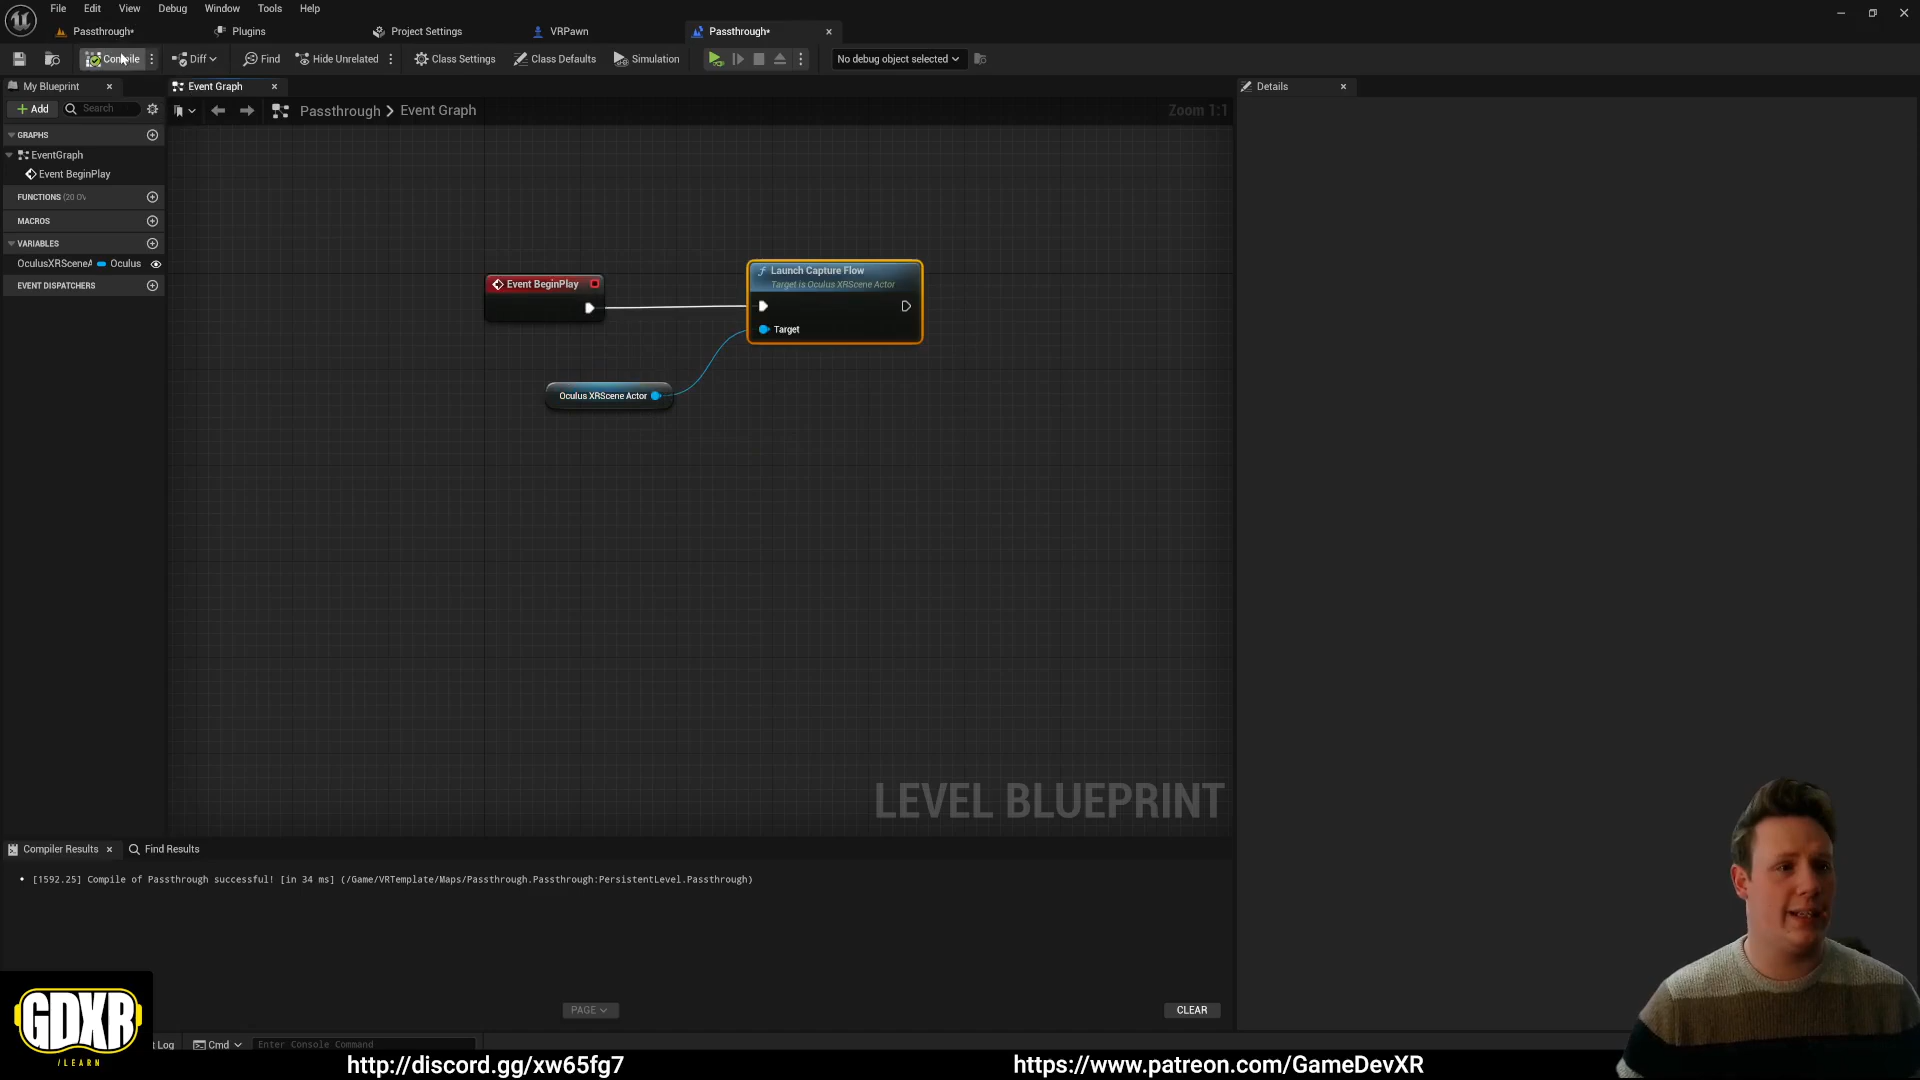 File Edit View Debug Window Tools Help
Passthrough* Plugins Project Settings VRPawn Passthrough*
Compile Diff Find Hide Unrelated Class Settings Class Defaults Simulation No debug object selected
My Blueprint Event Graph Details
Add Search Passthrough > Event Graph Zoom 1:1
GRAPHS
EventGraph
Event BeginPlay
FUNCTIONS (20 OV
MACROS
VARIABLES
OculusXRSceneA Oculus
EVENT DISPATCHERS
Event BeginPlay
Launch Capture Flow
Target is Oculus XRScene Actor
Target
Oculus XRScene Actor
LEVEL BLUEPRINT
Compiler Results Find Results
[1592.25] Compile of Passthrough successful! [in 34 ms] (/Game/VRTemplate/Maps/Passthrough.Passthrough:PersistentLevel.Passthrough)
PAGE CLEAR
GDXR
/LEARN
t Log Cmd Enter Console Command
http://discord.gg/xw65fg7 https://www.patreon.com/GameDevXR